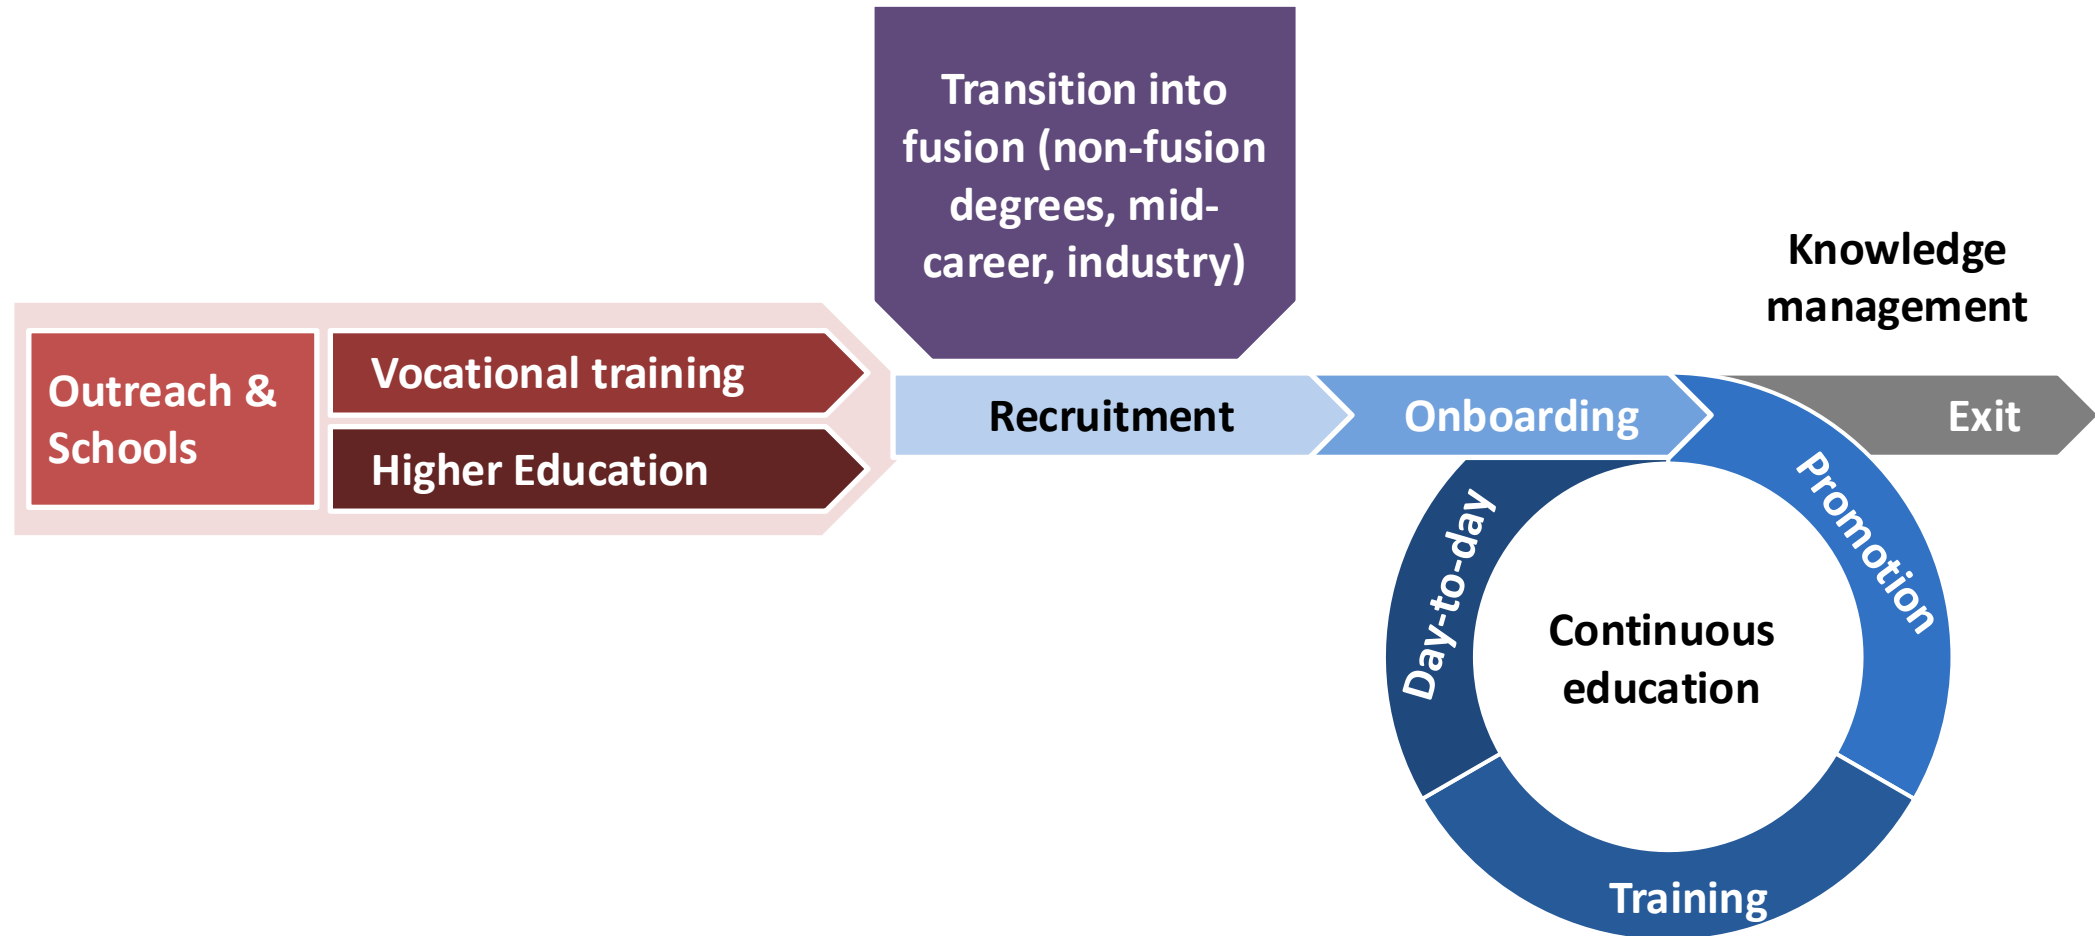 Transition into
fusion (non-fusion
degrees, mid-
career, industry)
Outreach &
Schools
Vocational training
Higher Education
Recruitment
Onboarding
Knowledge
management
Exit
Promotion
Day-to-day
Continuous
education
Training